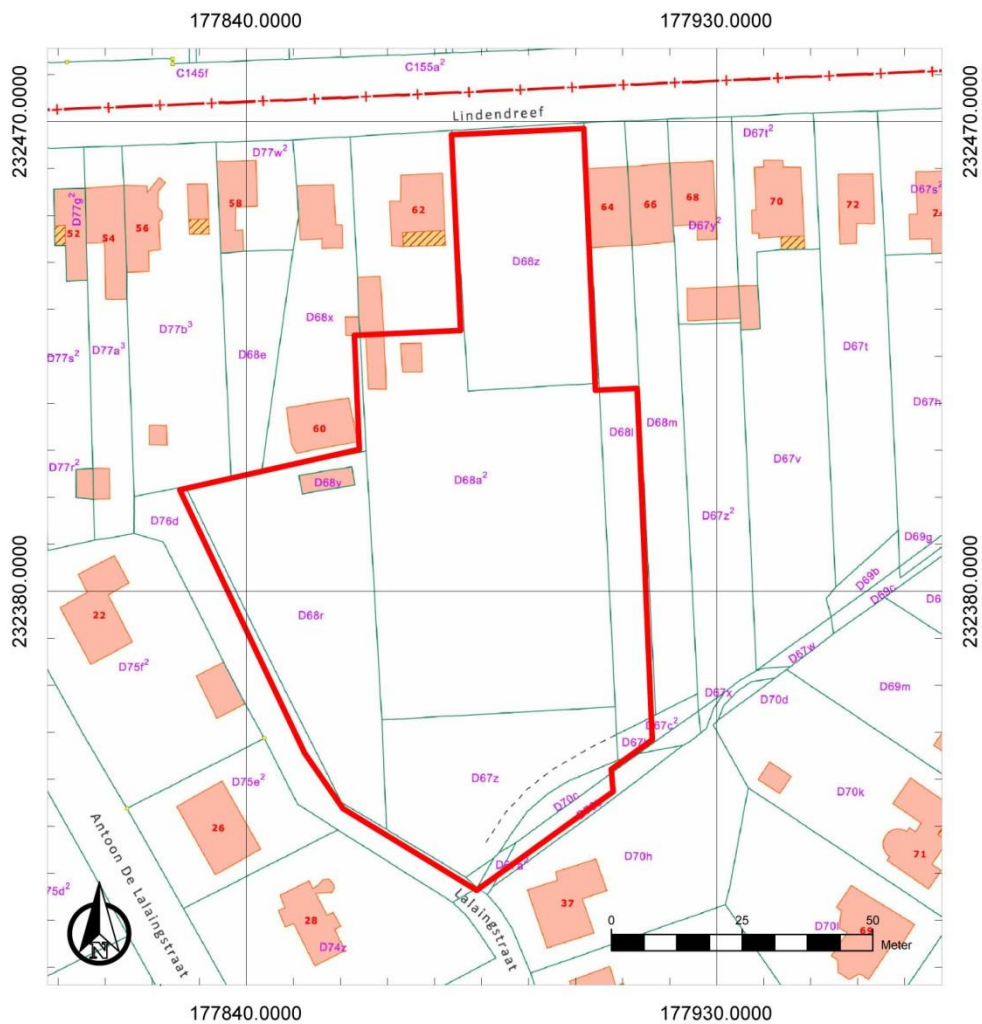 177840.0000 177930.0000
232470.0000 232470.0000
C145f C155a²
Lindendreef
D77w² D67t²
D77g² 52 54 56 58 62 64 66 68 70 72 D67s²
D67y²
D68z
D77s² D77a³ D77b³ D68e D68x D67t
60 D68l D68m D67v
D77r² D68y D68a²
D76d D67z²
D69g
D69b
232380.0000 D69c 232380.0000
22 D68r
D75f² D67w
D67x D70d D69m
D67c²
D75e² D67z D70c D70k
26 D70h 71
Antoon De Lalaingstraat
75d² 28 D74z
Lalaingstraat 37
0 25 50
Meter
69
N
177840.0000 177930.0000